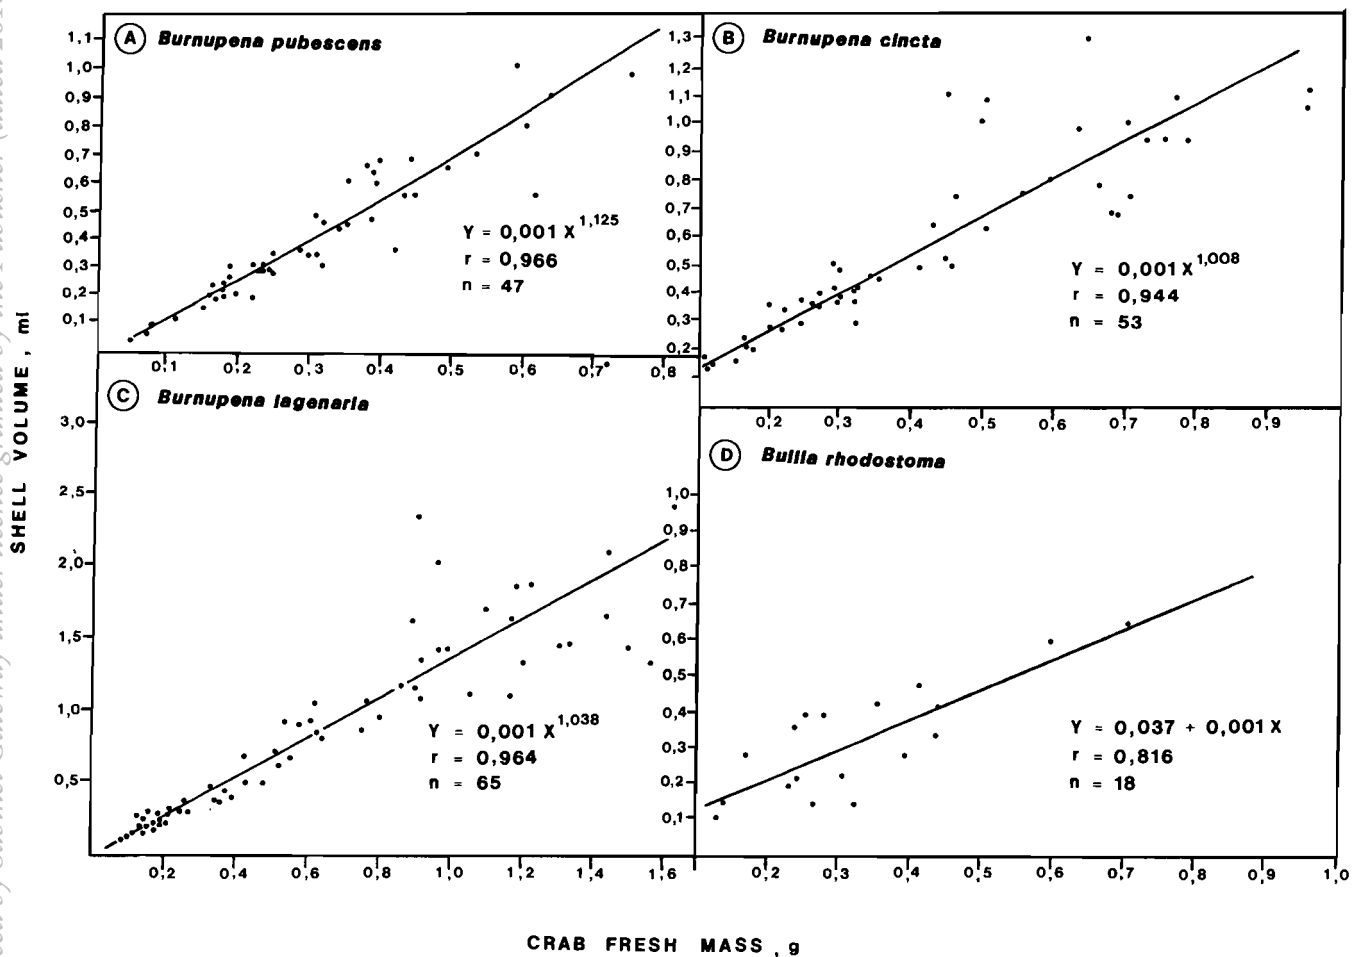 A Burnupena pubescens
1,1
1,0
0,9
0,8
0,7
0,6
0,5
0,4
0,3
0,2
0,1
Y = 0,001 X 1,125
r = 0,966
n = 47
0,1 0,2 0,3 0,4 0,5 0,6 0,7 0,8
B Burnupena cincta
1,3
1,2
1,1
1,0
0,9
0,8
0,7
0,6
0,5
0,4
0,3
0,2
Y = 0,001X 1,008
r = 0,944
n = 53
0,2 0,3 0,4 0,5 0,6 0,7 0,8 0,9
C Burnupena lagenaria
3,0
2,5
2,0
1,5
1,0
0,5
Y = 0,001 X 1,038
r = 0,964
n = 65
0,2 0,4 0,6 0,8 1,0 1,2 1,4 1,6
D Bullia rhodostoma
1,0
0,9
0,8
0,7
0,6
0,5
0,4
0,3
0,2
0,1
Y = 0,037 + 0,001X
r = 0,816
n = 18
0,2 0,3 0,4 0,5 0,6 0,7 0,8 0,9 1,0
SHELL VOLUME, ml
CRAB FRESH MASS, g